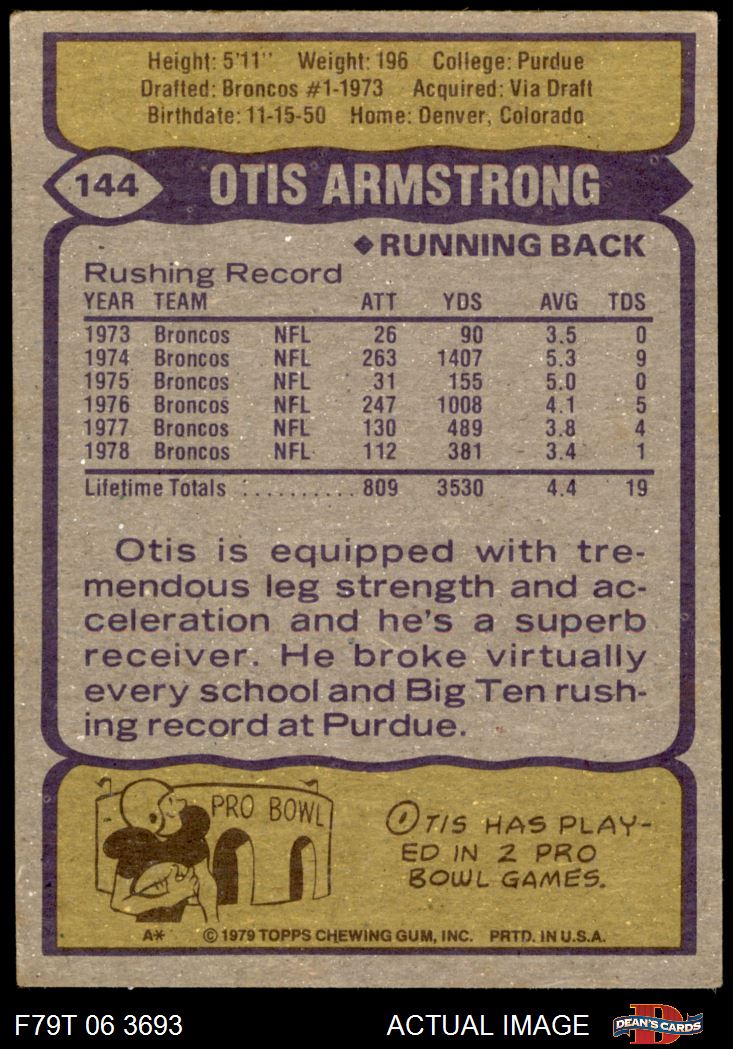 Height: 5'11" Weight: 196 College: Purdue
Drafted: Broncos #1-1973 Acquired: Via Draft
Birthdate: 11-15-50 Home: Denver, Colorado
144 OTIS ARMSTRONG
◆RUNNING BACK
Rushing Record
YEAR TEAM ATT YDS AVG TDS
1973 Broncos NFL 26 90 3.5 0
1974 Broncos NFL 263 1407 5.3 9
1975 Broncos NFL 31 155 5.0 0
1976 Broncos NFL 247 1008 4.1 5
1977 Broncos NFL 130 489 3.8 4
1978 Broncos NFL 112 381 3.4 1
Lifetime Totals ........... 809 3530 4.4 19
Otis is equipped with tre-
mendous leg strength and ac-
celeration and he's a superb
receiver. He broke virtually
every school and Big Ten rush-
ing record at Purdue.
PRO BOWL
OTIS HAS PLAY-
ED IN 2 PRO
BOWL GAMES.
A* © 1979 TOPPS CHEWING GUM, INC. PRTD. IN U.S.A.
F79T 06 3693 ACTUAL IMAGE DEAN'S CARDS